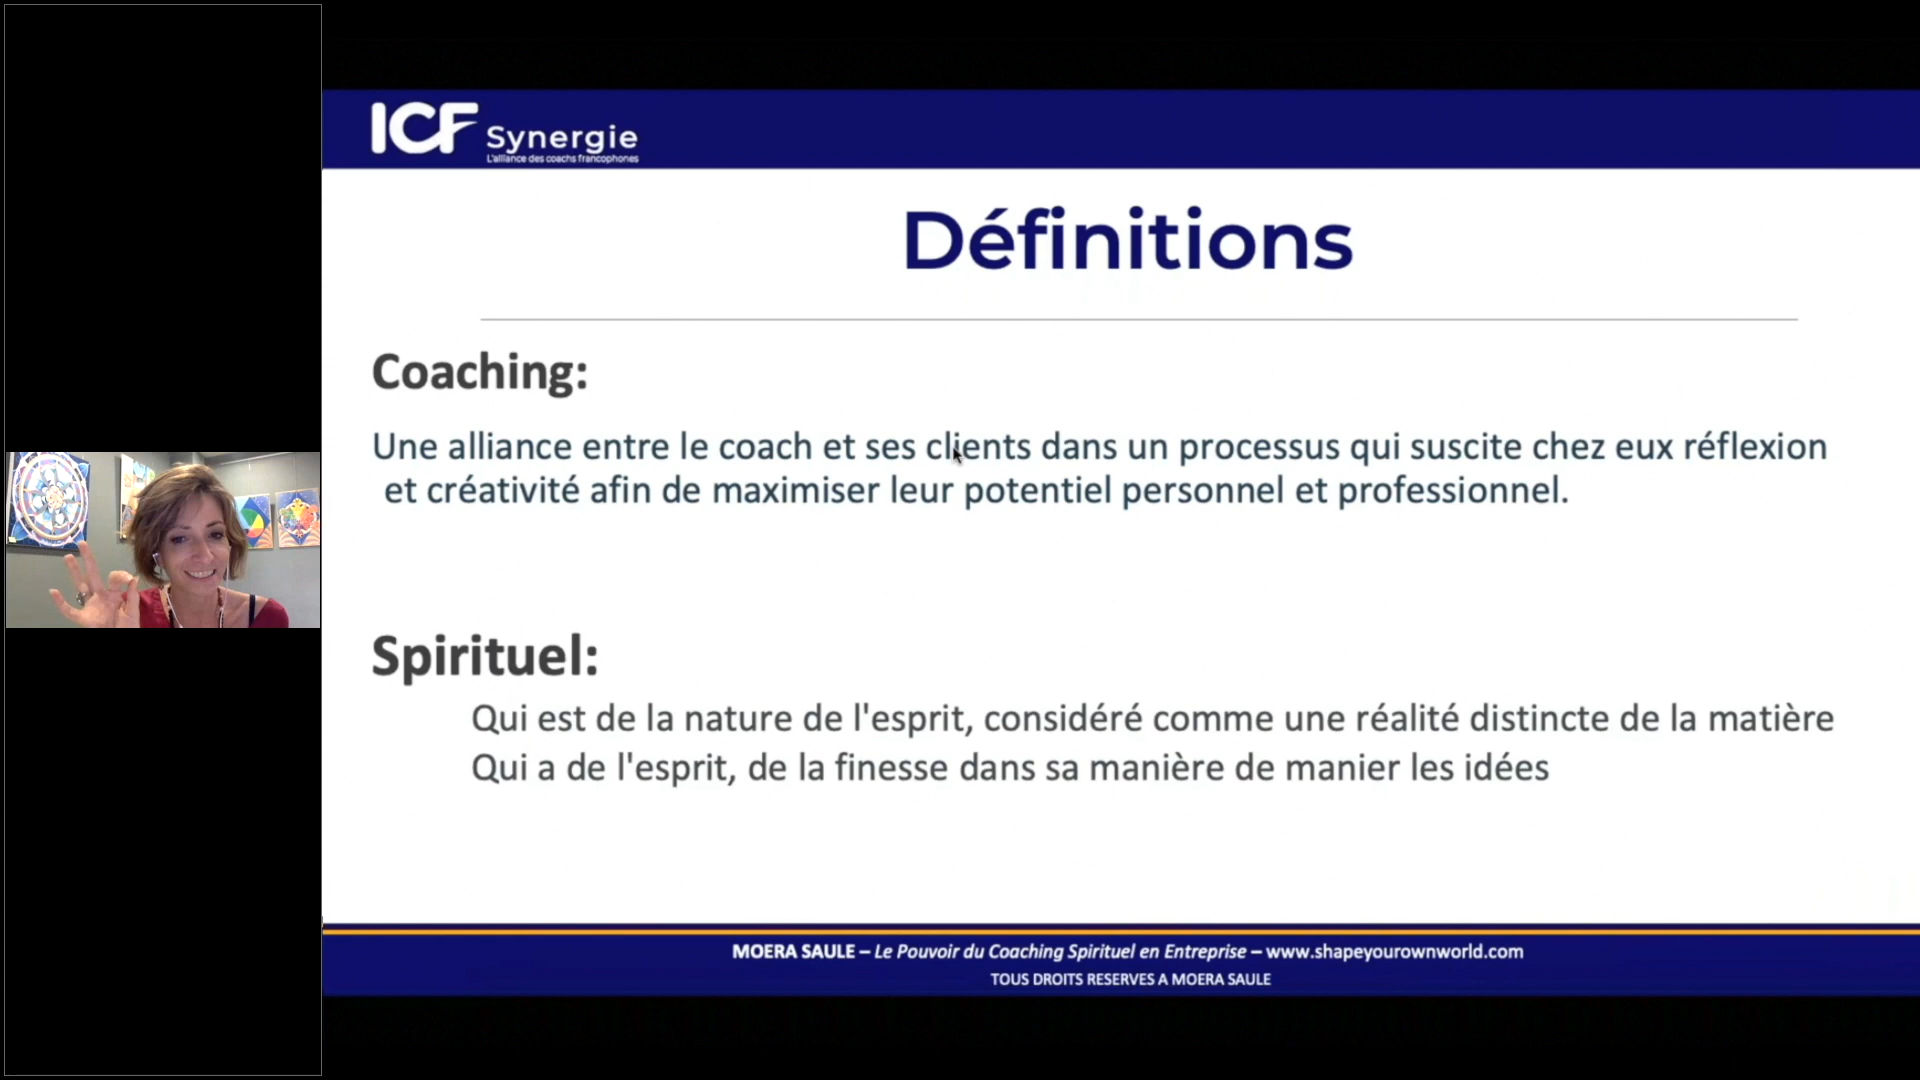 ICF Synergie
L'alliance des coachs francophones
Définitions
Coaching:
Une alliance entre le coach et ses clients dans un processus qui suscite chez eux réflexion
et créativité afin de maximiser leur potentiel personnel et professionnel.
Spirituel:
Qui est de la nature de l'esprit, considéré comme une réalité distincte de la matière
Qui a de l'esprit, de la finesse dans sa manière de manier les idées
MOERA SAULE – Le Pouvoir du Coaching Spirituel en Entreprise – www.shapeyourownworld.com
TOUS DROITS RESERVES A MOERA SAULE